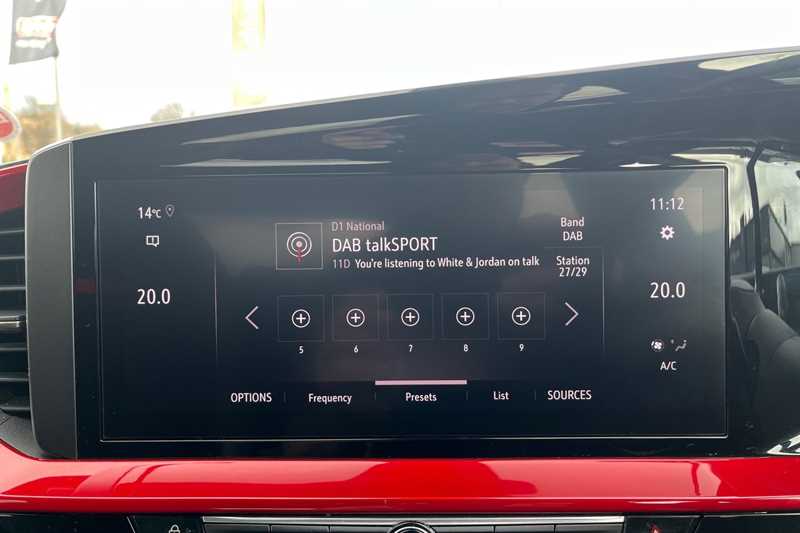 14°C
11:12
D1 National
DAB talkSPORT
11D You're listening to White & Jordan on talk
Band
DAB
Station
27/29
20.0
20.0
5 6 7 8 9
A/C
OPTIONS Frequency Presets List SOURCES